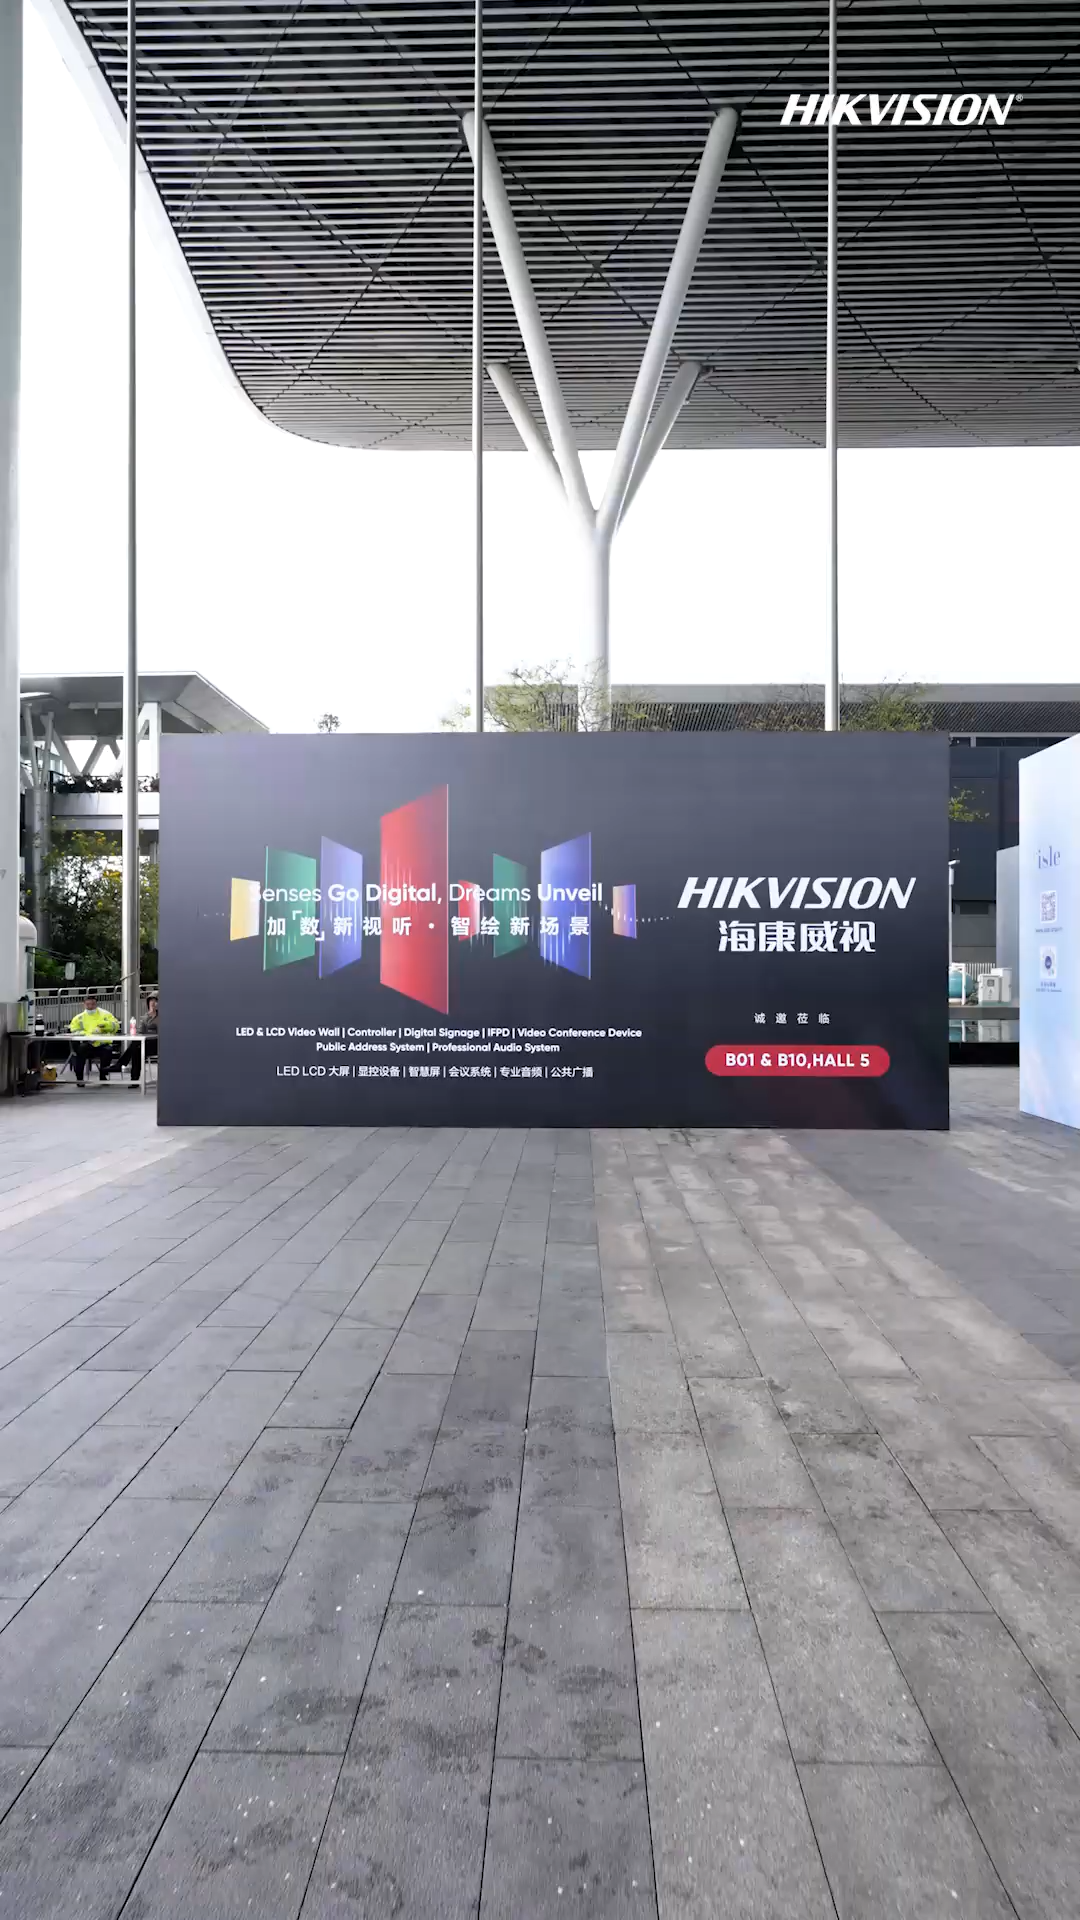 HIKVISION®
Senses Go Digital, Dreams Unveil
加「数」新视听 · 智绘新场景
HIKVISION
海康威视
LED & LCD Video Wall | Controller | Digital Signage | IFPD | Video Conference Device
Public Address System | Professional Audio System
LED LCD 大屏 | 显控设备 | 智慧屏 | 会议系统 | 专业音频 | 公共广播
诚邀莅临
B01 & B10,HALL 5
isle